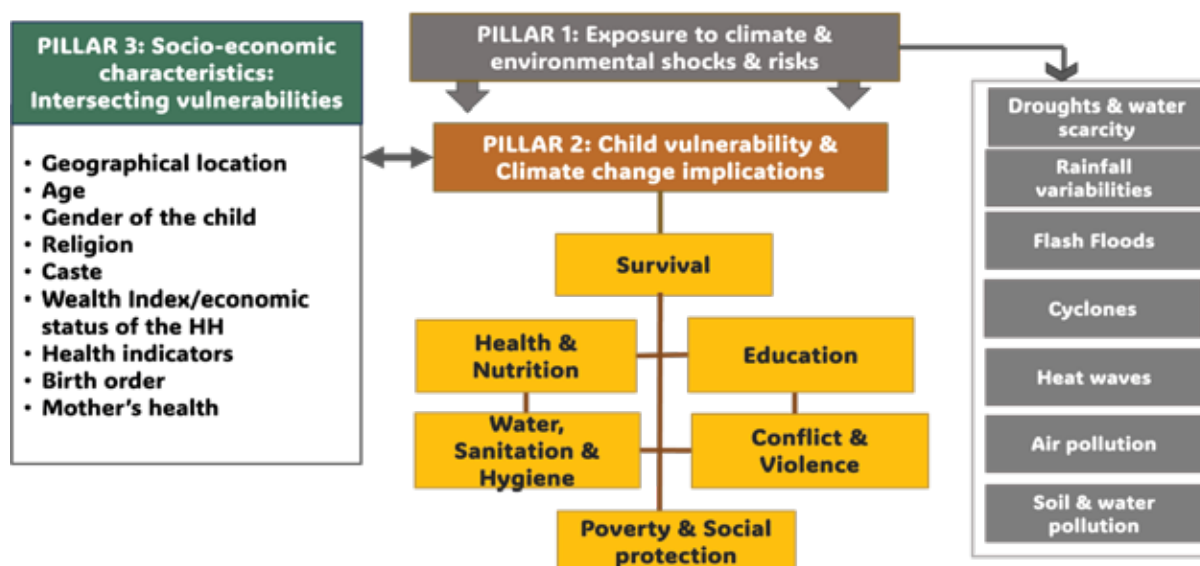 PILLAR 3: Socio-economic
characteristics:
Intersecting vulnerabilities
• Geographical location
• Age
• Gender of the child
• Religion
• Caste
• Wealth Index/economic
status of the HH
• Health indicators
• Birth order
• Mother's health
PILLAR 1: Exposure to climate &
environmental shocks & risks
PILLAR 2: Child vulnerability &
Climate change implications
Survival
Health &
Nutrition
Education
Water,
Sanitation &
Hygiene
Conflict &
Violence
Poverty & Social
protection
Droughts & water
scarcity
Rainfall
variabilities
Flash Floods
Cyclones
Heat waves
Air pollution
Soil & water
pollution